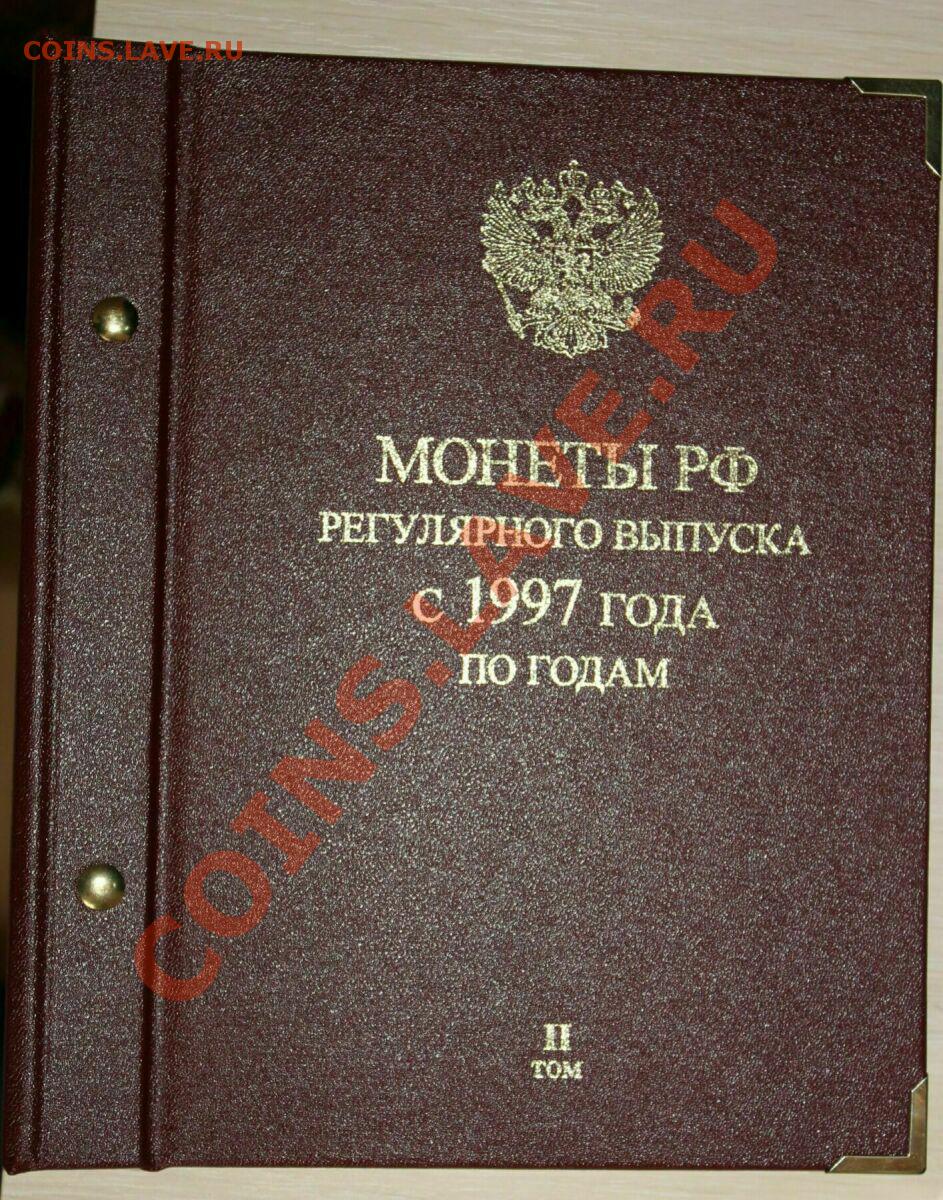 COINS.LAVE.RU
МОНЕТЫ РФ
РЕГУЛЯРНОГО ВЫПУСКА
С 1997 ГОДА
ПО ГОДАМ
COINS.LAVE.RU
II
ТОМ